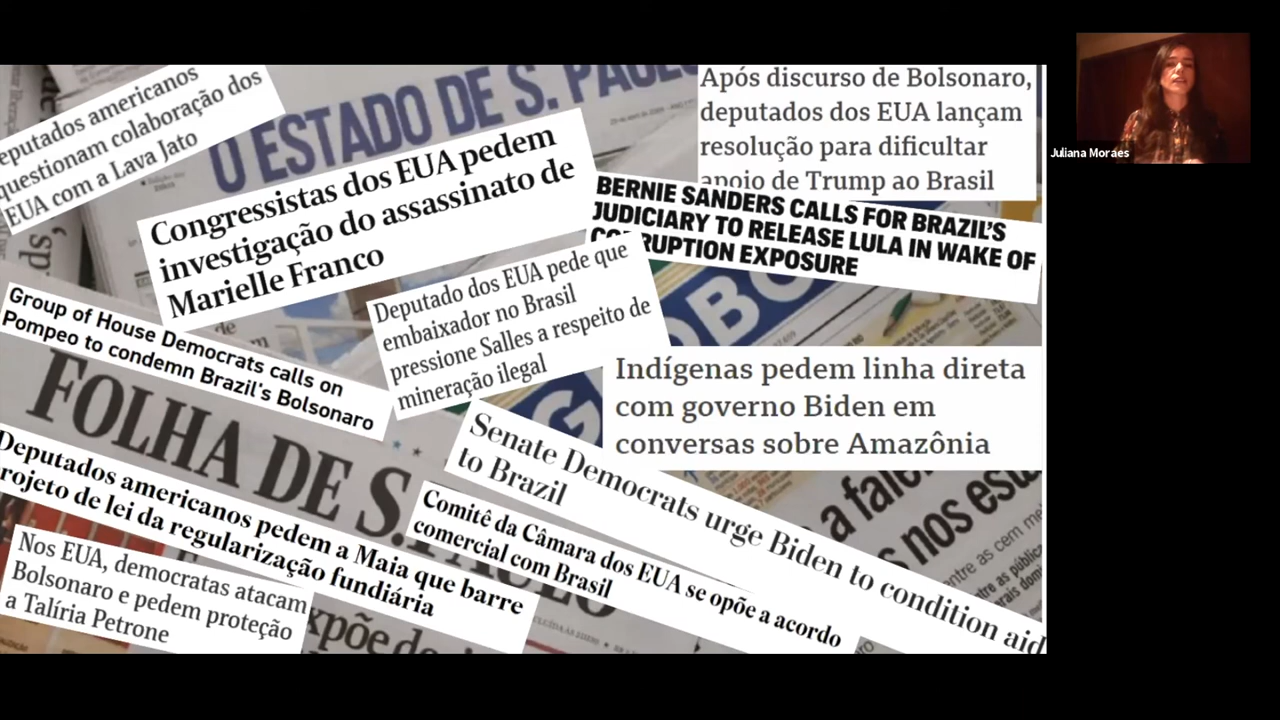 eputados americanos
questionam colaboração dos
EUA com a Lava Jato
O ESTADO DE S. PAULO
Congressistas dos EUA pedem
investigação do assassinato de
Marielle Franco
Após discurso de Bolsonaro,
deputados dos EUA lançam
resolução para dificultar
apoio de Trump ao Brasil
Juliana Moraes
BERNIE SANDERS CALLS FOR BRAZIL'S
JUDICIARY TO RELEASE LULA IN WAKE OF
CORRUPTION EXPOSURE
Deputado dos EUA pede que
embaixador no Brasil
pressione Salles a respeito de
mineração ilegal
Group of House Democrats calls on
Pompeo to condemn Brazil's Bolsonaro
Indígenas pedem linha direta
com governo Biden em
conversas sobre Amazônia
FOLHA DE S. PAULO
Senate Democrats urge Biden to condition aid
to Brazil
Deputados americanos pedem a Maia que barre
rojeto de lei da regularização fundiária
Comitê da Câmara dos EUA se opõe a acordo
comercial com Brasil
Nos EUA, democratas atacam
Bolsonaro e pedem proteção
a Talíria Petrone